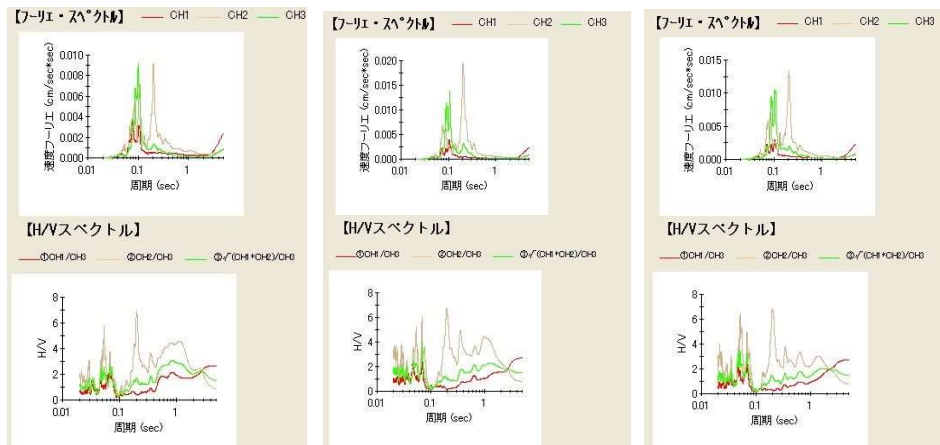 【フーリエ・スペクトル】 CH1 CH2 CH3
0.010
0.008
0.006
0.004
0.002
0.000
速度フーリエ (cm/sec*sec)
0.01 0.1 1
周期 (sec)
【H/Vスペクトル】
①CH1/CH3 ②CH2/CH3 ③√(CH1*CH2)/CH3
8
6
4
2
0
H/V
0.01 0.1 1
周期 (sec)
【フーリエ・スペクトル】 CH1 CH2 CH3
0.020
0.015
0.010
0.005
0.000
速度フーリエ (cm/sec*sec)
0.01 0.1 1
周期 (sec)
【H/Vスペクトル】
①CH1/CH3 ②CH2/CH3 ③√(CH1*CH2)/CH3
8
6
4
2
0
H/V
0.01 0.1 1
周期 (sec)
【フーリエ・スペクトル】 CH1 CH2 CH3
0.015
0.010
0.005
0.000
速度フーリエ (cm/sec*sec)
0.01 0.1 1
周期 (sec)
【H/Vスペクトル】
①CH1/CH3 ②CH2/CH3 ③√(CH1*CH2)/CH3
8
6
4
2
0
H/V
0.01 0.1 1
周期 (sec)